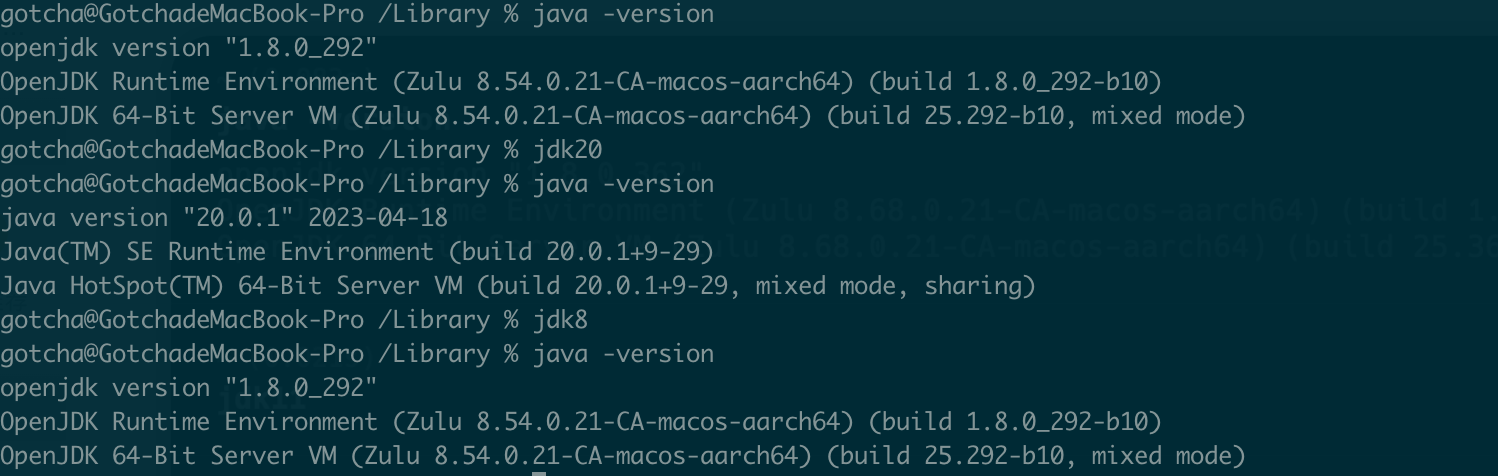 gotcha@GotchadeMacBook-Pro /Library % java -version
openjdk version "1.8.0_292"
OpenJDK Runtime Environment (Zulu 8.54.0.21-CA-macos-aarch64) (build 1.8.0_292-b10)
OpenJDK 64-Bit Server VM (Zulu 8.54.0.21-CA-macos-aarch64) (build 25.292-b10, mixed mode)
gotcha@GotchadeMacBook-Pro /Library % jdk20
gotcha@GotchadeMacBook-Pro /Library % java -version
java version "20.0.1" 2023-04-18
Java(TM) SE Runtime Environment (build 20.0.1+9-29)
Java HotSpot(TM) 64-Bit Server VM (build 20.0.1+9-29, mixed mode, sharing)
gotcha@GotchadeMacBook-Pro /Library % jdk8
gotcha@GotchadeMacBook-Pro /Library % java -version
openjdk version "1.8.0_292"
OpenJDK Runtime Environment (Zulu 8.54.0.21-CA-macos-aarch64) (build 1.8.0_292-b10)
OpenJDK 64-Bit Server VM (Zulu 8.54.0.21-CA-macos-aarch64) (build 25.292-b10, mixed mode)